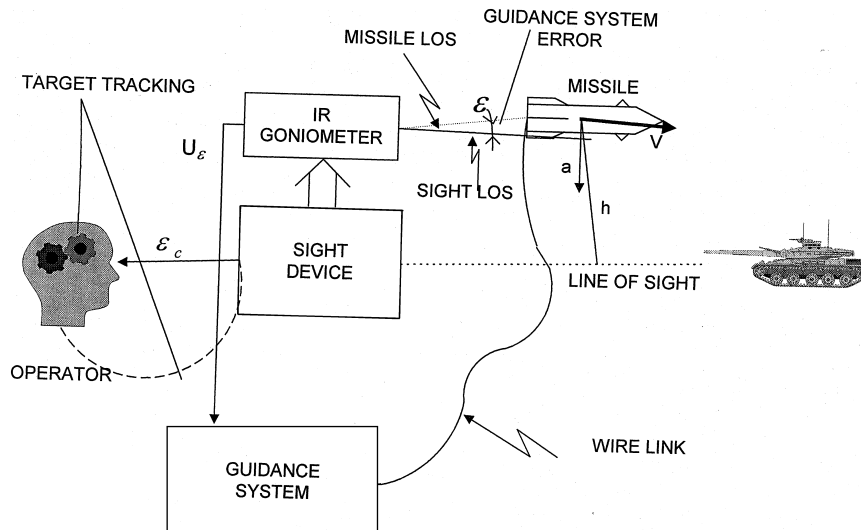 GUIDANCE SYSTEM
ERROR
MISSILE LOS
TARGET TRACKING
MISSILE
IR
GONIOMETER
ε
V
Uε
SIGHT LOS
a
h
εc
SIGHT
DEVICE
LINE OF SIGHT
OPERATOR
WIRE LINK
GUIDANCE
SYSTEM